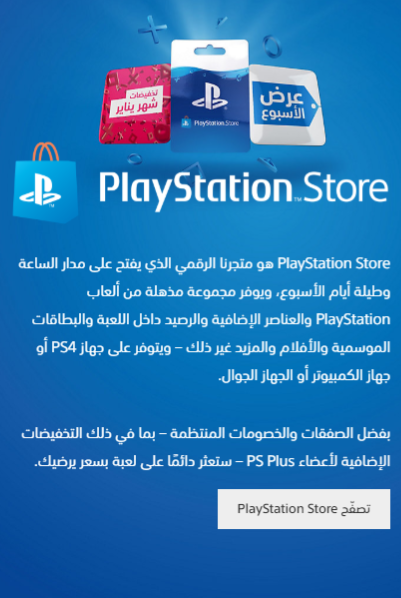 تخفيضات
شهر يناير
PlayStation Store
عرض
الأسبوع
PlayStation™Store
PlayStation Store هو متجرنا الرقمي الذي يفتح على مدار الساعة
وطيلة أيام الأسبوع، ويوفر مجموعة مذهلة من ألعاب
PlayStation والعناصر الإضافية والرصيد داخل اللعبة والبطاقات
الموسمية والأفلام والمزيد غير ذلك – ويتوفر على جهاز PS4 أو
جهاز الكمبيوتر أو الجهاز الجوال.
بفضل الصفقات والخصومات المنتظمة – بما في ذلك التخفيضات
الإضافية لأعضاء PS Plus – ستعثر دائمًا على لعبة بسعر يرضيك.
تصفّح PlayStation Store